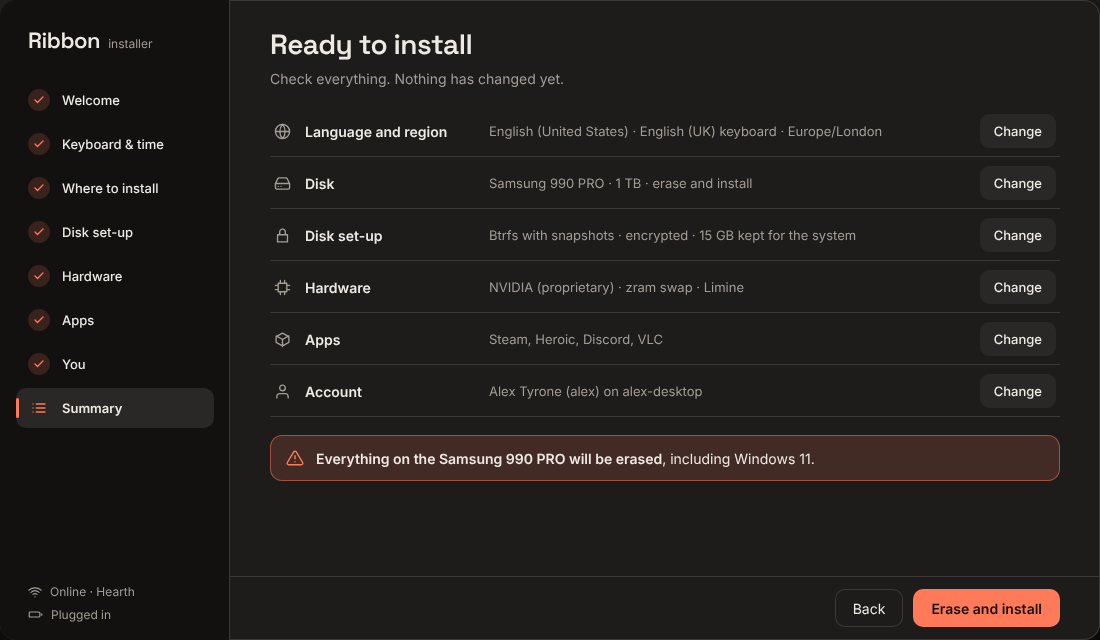 Ribbon installer
Welcome
Keyboard & time
Where to install
Disk set-up
Hardware
Apps
You
Summary
Online · Hearth
Plugged in
Ready to install
Check everything. Nothing has changed yet.
Language and region English (United States) · English (UK) keyboard · Europe/London Change
Disk Samsung 990 PRO · 1 TB · erase and install Change
Disk set-up Btrfs with snapshots · encrypted · 15 GB kept for the system Change
Hardware NVIDIA (proprietary) · zram swap · Limine Change
Apps Steam, Heroic, Discord, VLC Change
Account Alex Tyrone (alex) on alex-desktop Change
Everything on the Samsung 990 PRO will be erased, including Windows 11.
Back Erase and install